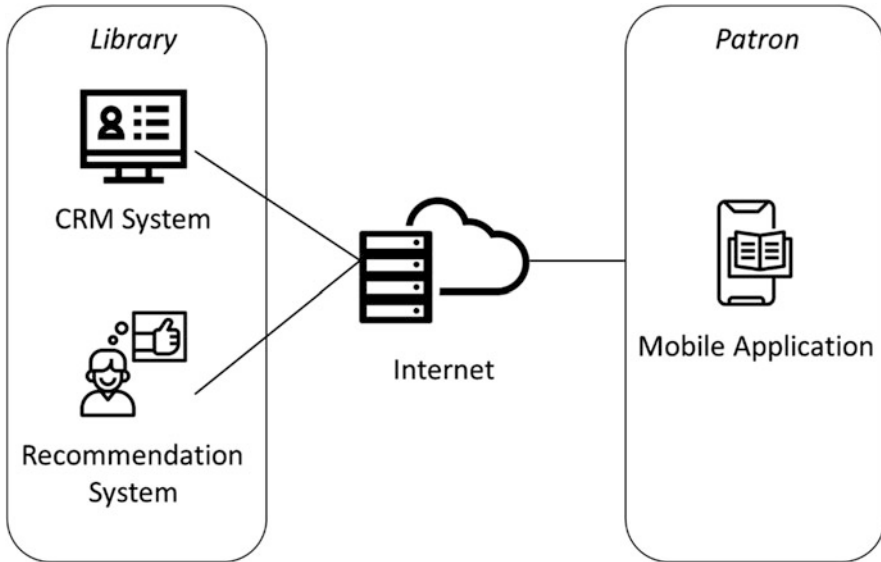 Library
CRM System
Recommendation
System
Internet
Patron
Mobile Application